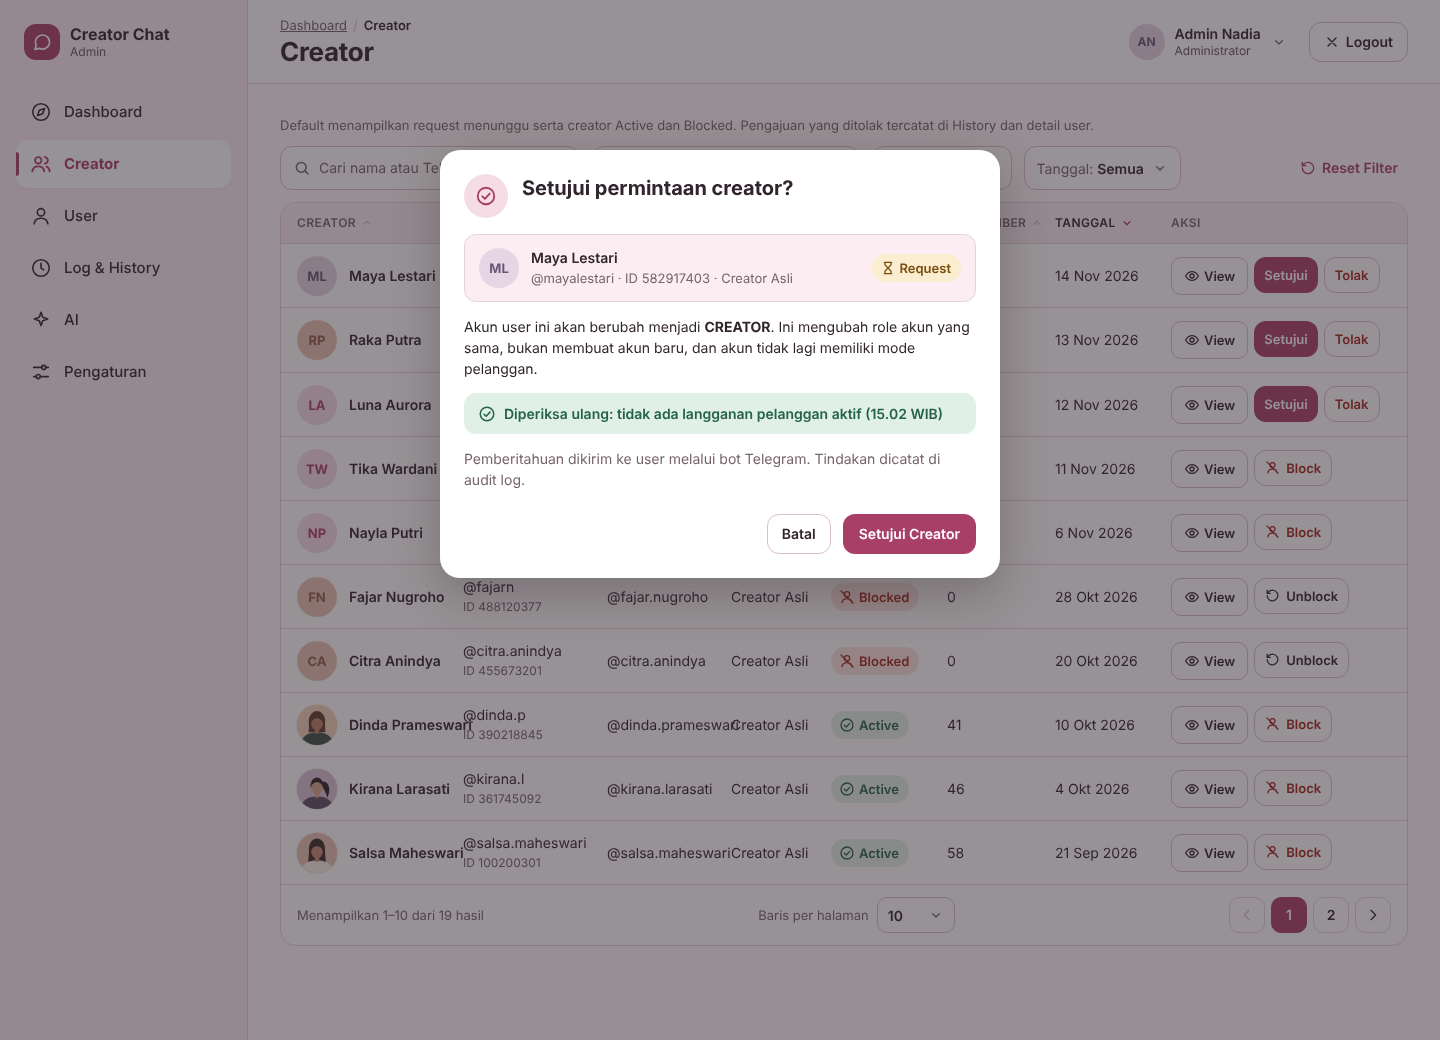 Creator Chat
Admin
Dashboard
Creator
User
Log & History
AI
Pengaturan
Dashboard / Creator
Creator
AN
Admin Nadia
Administrator
Logout
Default menampilkan request menunggu serta creator Active dan Blocked. Pengajuan yang ditolak tercatat di History dan detail user.
Cari nama atau
Tanggal: Semua
Reset Filter
CREATOR
TANGGAL
AKSI
ML Maya Lestari 14 Nov 2026 View Setujui Tolak
RP Raka Putra 13 Nov 2026 View Setujui Tolak
LA Luna Aurora 12 Nov 2026 View Setujui Tolak
TW Tika Wardani 11 Nov 2026 View Block
NP Nayla Putri 6 Nov 2026 View Block
FN Fajar Nugroho @fajarn ID 488120377 @fajar.nugroho Creator Asli Blocked 0 28 Okt 2026 View Unblock
CA Citra Anindya @citra.anindya ID 455673201 @citra.anindya Creator Asli Blocked 0 20 Okt 2026 View Unblock
Dinda Prameswari @dinda.p ID 390218845 @dinda.prameswari Creator Asli Active 41 10 Okt 2026 View Block
Kirana Larasati @kirana.l ID 361745092 @kirana.larasati Creator Asli Active 46 4 Okt 2026 View Block
Salsa Maheswari @salsa.maheswari ID 100200301 @salsa.maheswari Creator Asli Active 58 21 Sep 2026 View Block
Menampilkan 1–10 dari 19 hasil
Baris per halaman 10
1 2
Setujui permintaan creator?
ML
Maya Lestari
@mayalestari · ID 582917403 · Creator Asli
Request
Akun user ini akan berubah menjadi CREATOR. Ini mengubah role akun yang
sama, bukan membuat akun baru, dan akun tidak lagi memiliki mode
pelanggan.
Diperiksa ulang: tidak ada langganan pelanggan aktif (15.02 WIB)
Pemberitahuan dikirim ke user melalui bot Telegram. Tindakan dicatat di
audit log.
Batal
Setujui Creator